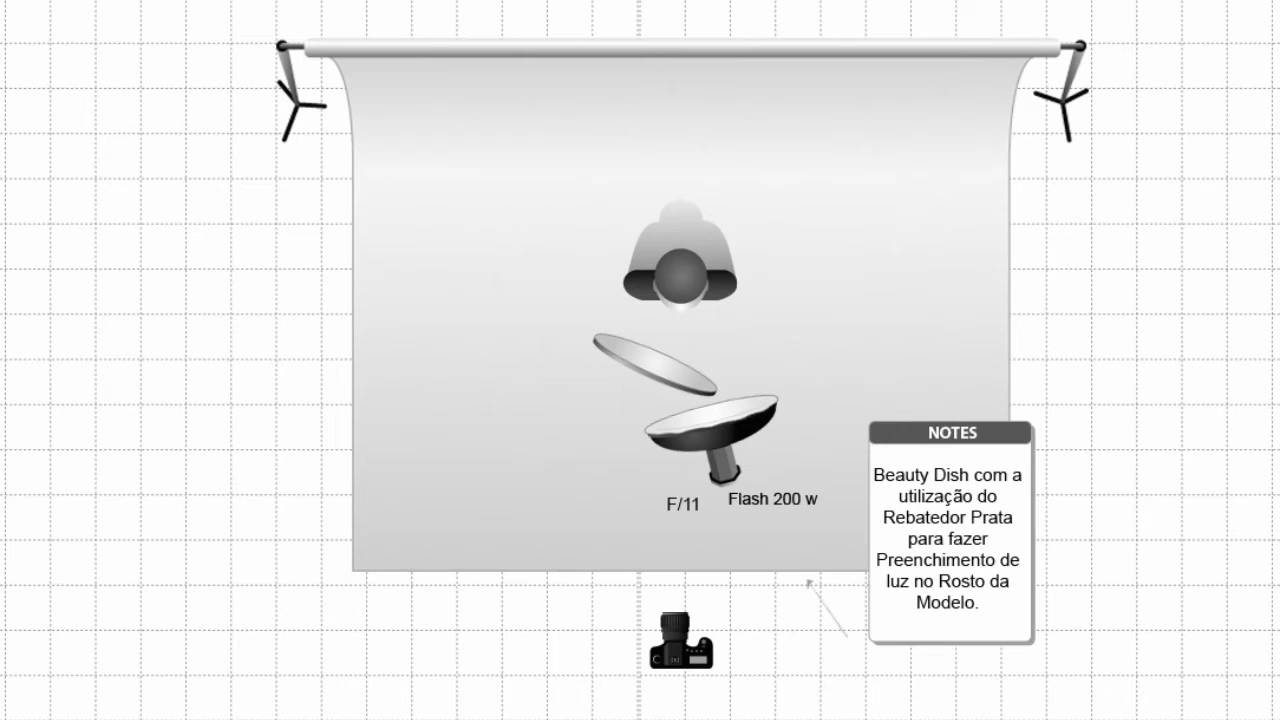 NOTES
Beauty Dish com a
utilização do
Rebatedor Prata
para fazer
Preenchimento de
luz no Rosto da
Modelo.
F/11
Flash 200 w